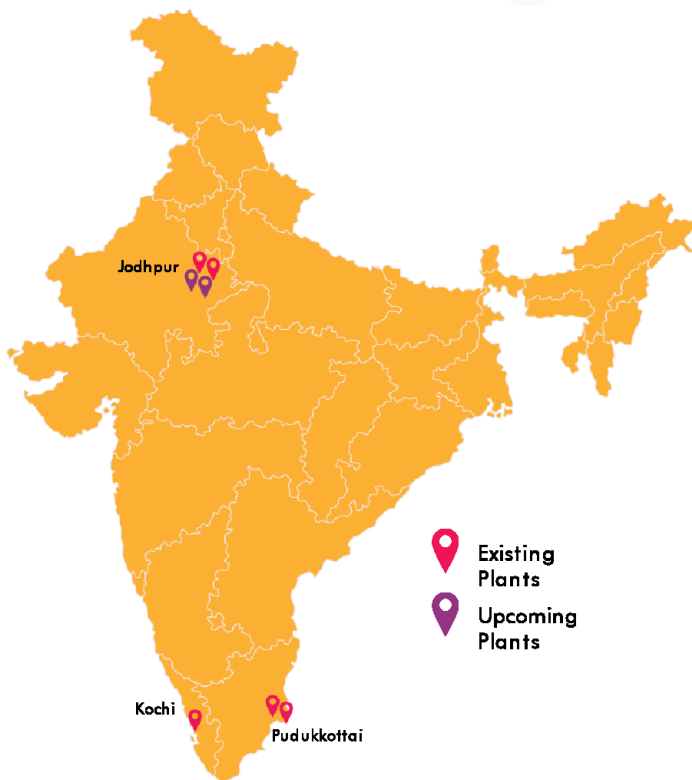 Jodhpur
Existing
Plants
Upcoming
Plants
Kochi
Pudukkottai